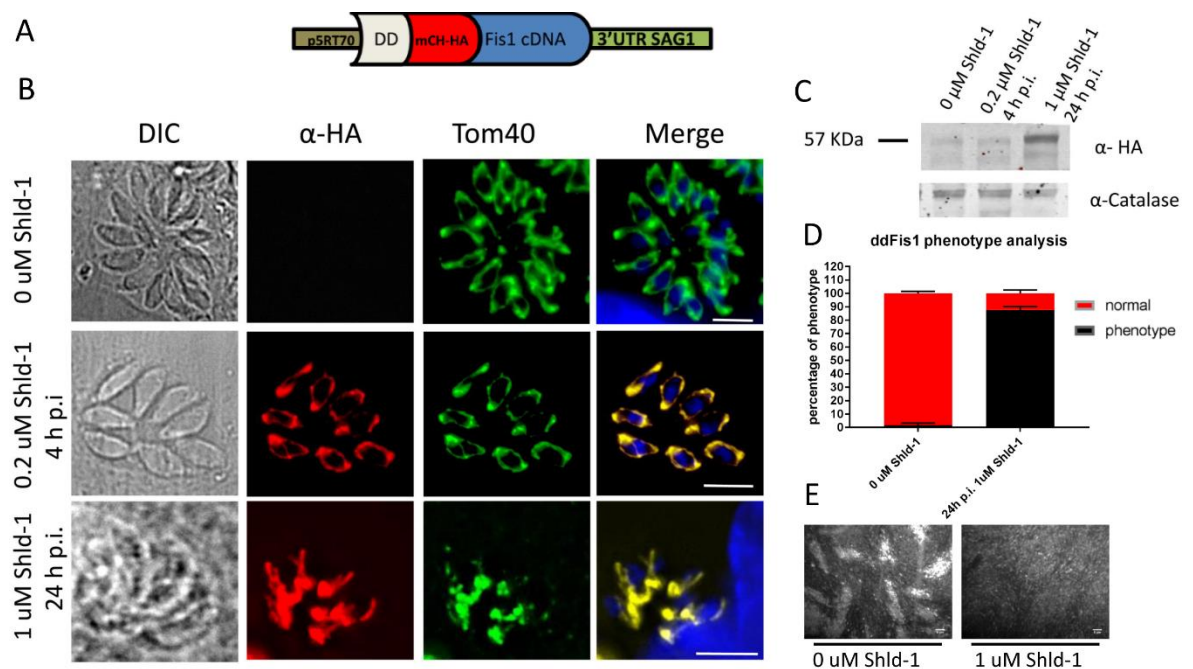 A
p5RT70 DD mCH-HA Fis1 cDNA 3'UTR SAG1
B
DIC α-HA Tom40 Merge
0 uM Shld-1
0.2 uM Shld-1
4 h p.i
1 uM Shld-1
24 h p.i.
C
0 µM Shld-1
0.2 µM Shld-1
4 h p.i.
1 µM Shld-1
24 h p.i.
57 KDa
α- HA
α-Catalase
D
ddFis1 phenotype analysis
percentage of phenotype
120
110
100
90
80
70
60
50
40
30
20
10
0
normal
phenotype
0 uM Shld-1
24h p.i. 1uM Shld-1
E
0 uM Shld-1 1 uM Shld-1